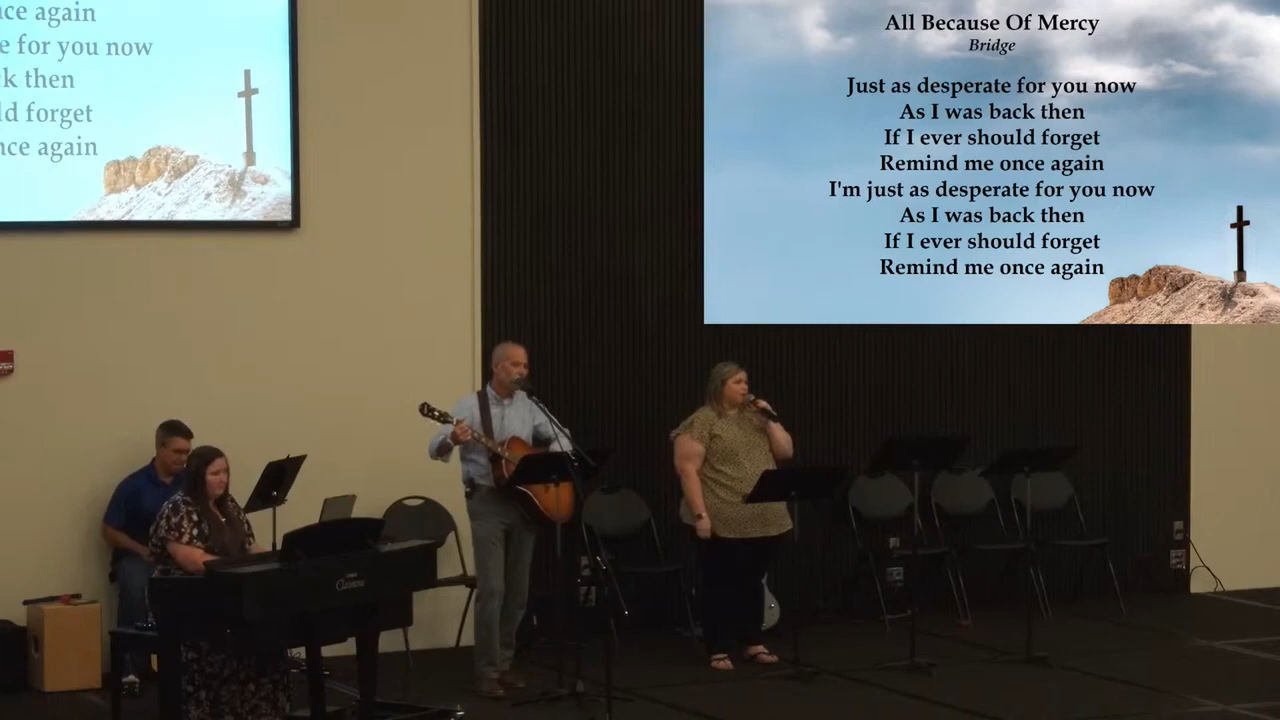 ce again
e for you now
k then
ld forget
nce again
All Because Of Mercy
Bridge
Just as desperate for you now
As I was back then
If I ever should forget
Remind me once again
I'm just as desperate for you now
As I was back then
If I ever should forget
Remind me once again